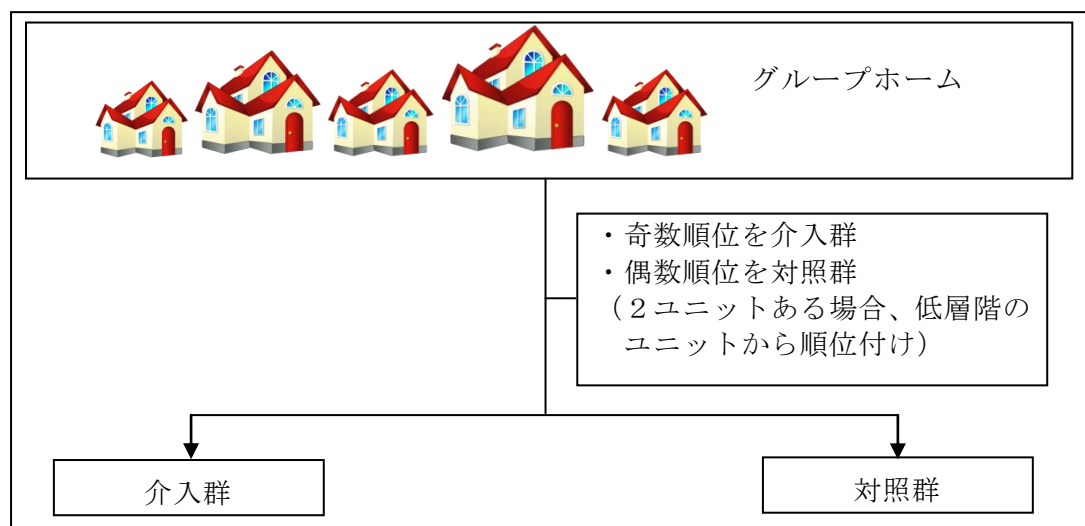 グループホーム
・奇数順位を介入群
・偶数順位を対照群
（２ユニットある場合、低層階の
ユニットから順位付け）
介入群
対照群